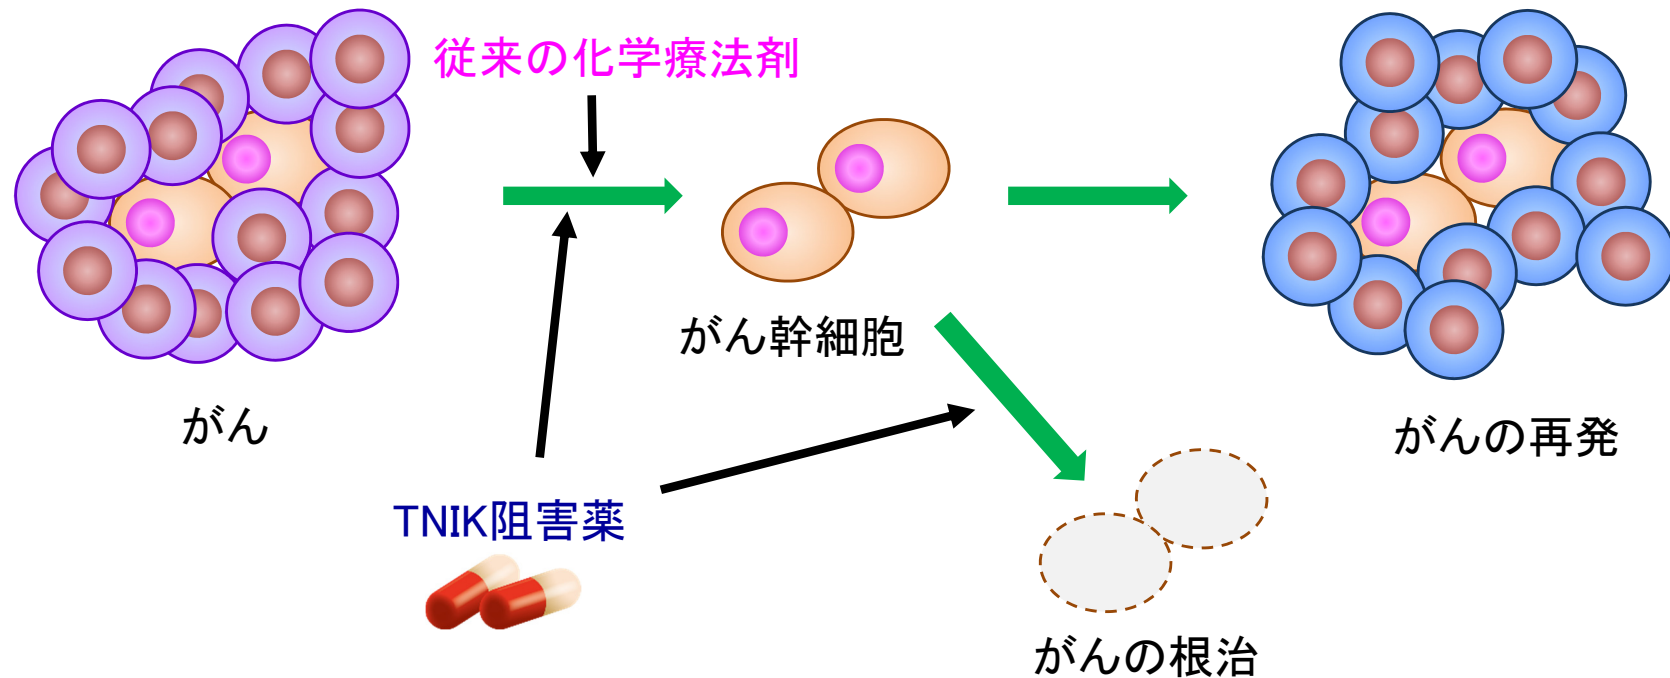 従来の化学療法剤
がん幹細胞
がん
がんの再発
TNIK阻害薬
がんの根治